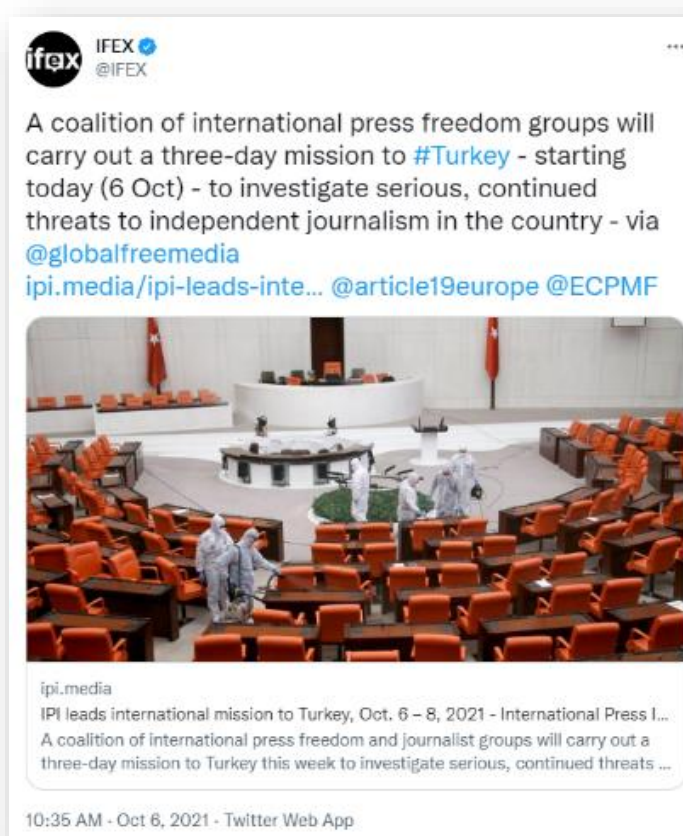 ifex
IFEX
@IFEX
A coalition of international press freedom groups will
carry out a three-day mission to #Turkey - starting
today (6 Oct) - to investigate serious, continued
threats to independent journalism in the country - via
@globalfreemedia
ipi.media/ipi-leads-inte... @article19europe @ECPMF
ipi.media
IPI leads international mission to Turkey, Oct. 6 – 8, 2021 - International Press I...
A coalition of international press freedom and journalist groups will carry out a
three-day mission to Turkey this week to investigate serious, continued threats ...
10:35 AM · Oct 6, 2021 · Twitter Web App